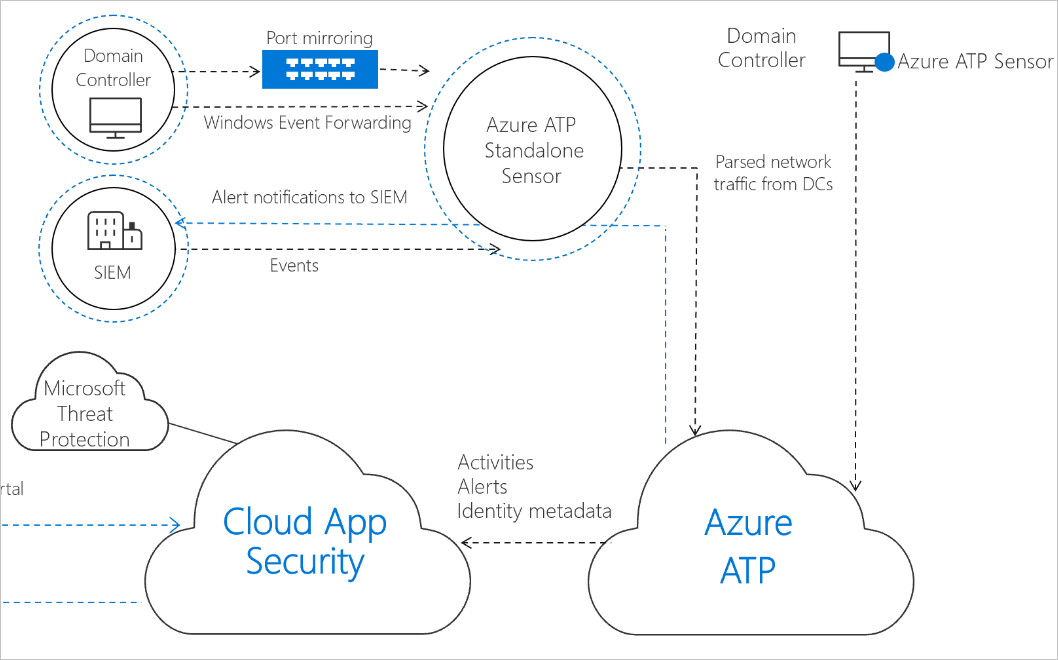 Domain
Controller
Port mirroring
Windows Event Forwarding
Azure ATP
Standalone
Sensor
Domain
Controller
Azure ATP Sensor
Parsed network
traffic from DCs
Alert notifications to SIEM
SIEM
Events
Microsoft
Threat
Protection
rtal
Cloud App
Security
Activities
Alerts
Identity metadata
Azure
ATP